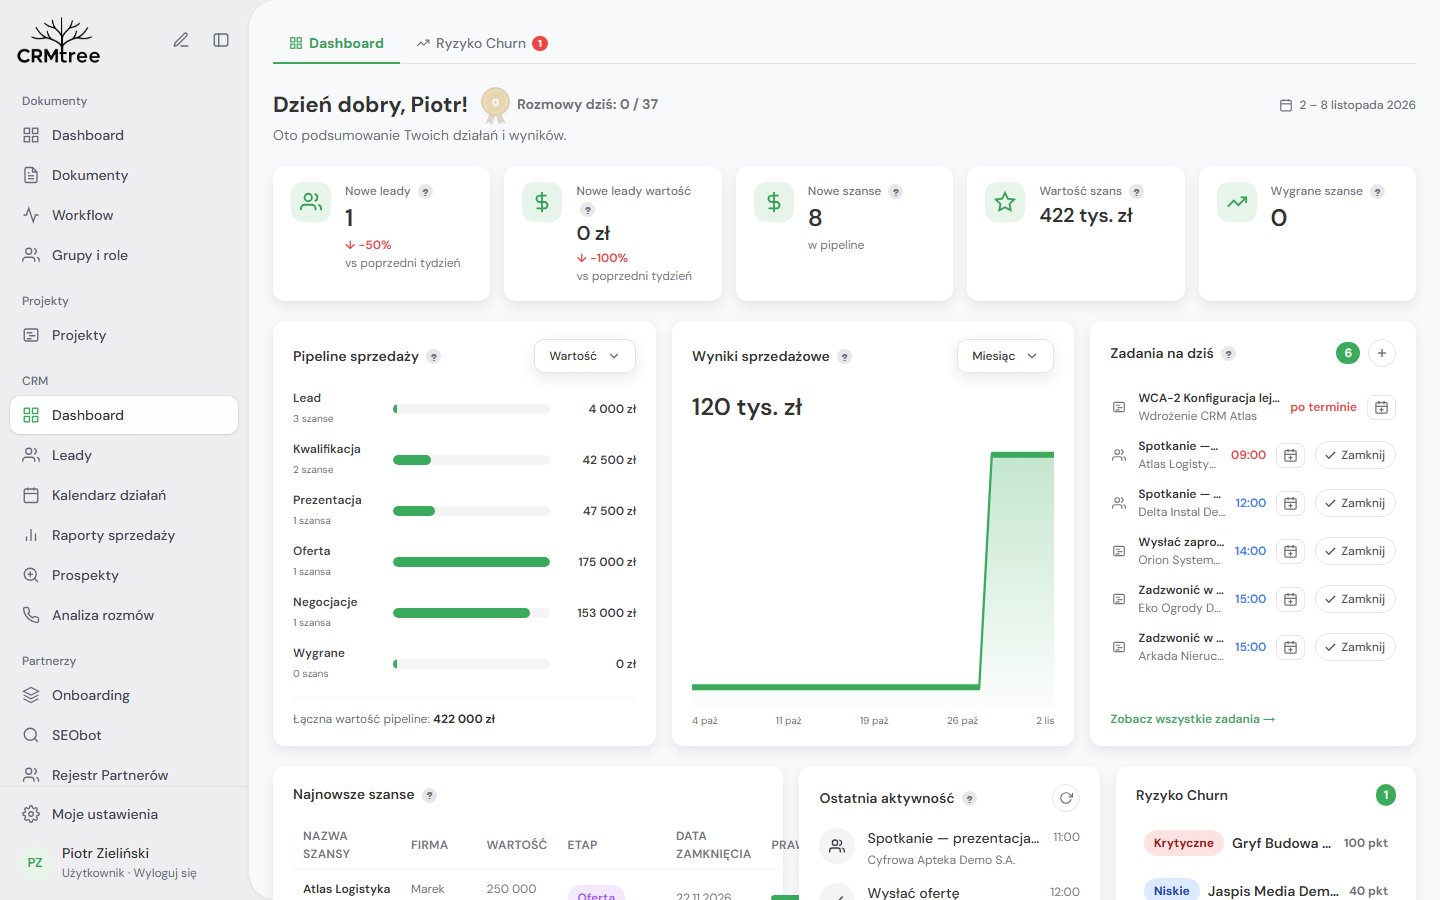 CRMtree
Dokumenty
Dashboard
Dokumenty
Workflow
Grupy i role
Projekty
Projekty
CRM
Dashboard
Leady
Kalendarz działań
Raporty sprzedaży
Prospekty
Analiza rozmów
Partnerzy
Onboarding
SEObot
Rejestr Partnerów
Moje ustawienia
PZ
Piotr Zieliński
Użytkownik · Wyloguj się
Dashboard
Ryzyko Churn 1
Dzień dobry, Piotr!
0
Rozmowy dziś: 0 / 37
2 – 8 listopada 2026
Oto podsumowanie Twoich działań i wyników.
Nowe leady ?
1
↓ -50%
vs poprzedni tydzień
Nowe leady wartość
?
0 zł
↓ -100%
vs poprzedni tydzień
Nowe szanse ?
8
w pipeline
Wartość szans ?
422 tys. zł
Wygrane szanse ?
0
Pipeline sprzedaży ?
Wartość
Lead
3 szanse
4 000 zł
Kwalifikacja
2 szanse
42 500 zł
Prezentacja
1 szansa
47 500 zł
Oferta
1 szansa
175 000 zł
Negocjacje
1 szansa
153 000 zł
Wygrane
0 szans
0 zł
Łączna wartość pipeline: 422 000 zł
Wyniki sprzedażowe ?
Miesiąc
120 tys. zł
4 paź 11 paź 19 paź 26 paź 2 lis
Zadania na dziś ?
6
+
WCA-2 Konfiguracja lej...
Wdrożenie CRM Atlas
po terminie
Spotkanie —...
Atlas Logisty...
09:00
Zamknij
Spotkanie — ...
Delta Instal De...
12:00
Zamknij
Wysłać zapro...
Orion System...
14:00
Zamknij
Zadzwonić w ...
Eko Ogrody D...
15:00
Zamknij
Zadzwonić w ...
Arkada Nieruc...
15:00
Zamknij
Zobacz wszystkie zadania →
Najnowsze szanse ?
NAZWA SZANSY
FIRMA
WARTOŚĆ
ETAP
DATA ZAMKNIĘCIA
Atlas Logistyka
Marek
250 000
Oferta
22.11.2026
Ostatnia aktywność ?
Spotkanie — prezentacja...
11:00
Cyfrowa Apteka Demo S.A.
Wysłać ofertę
12:00
Ryzyko Churn
1
Krytyczne
Gryf Budowa ...
100 pkt
Niskie
Jaspis Media Dem...
40 pkt